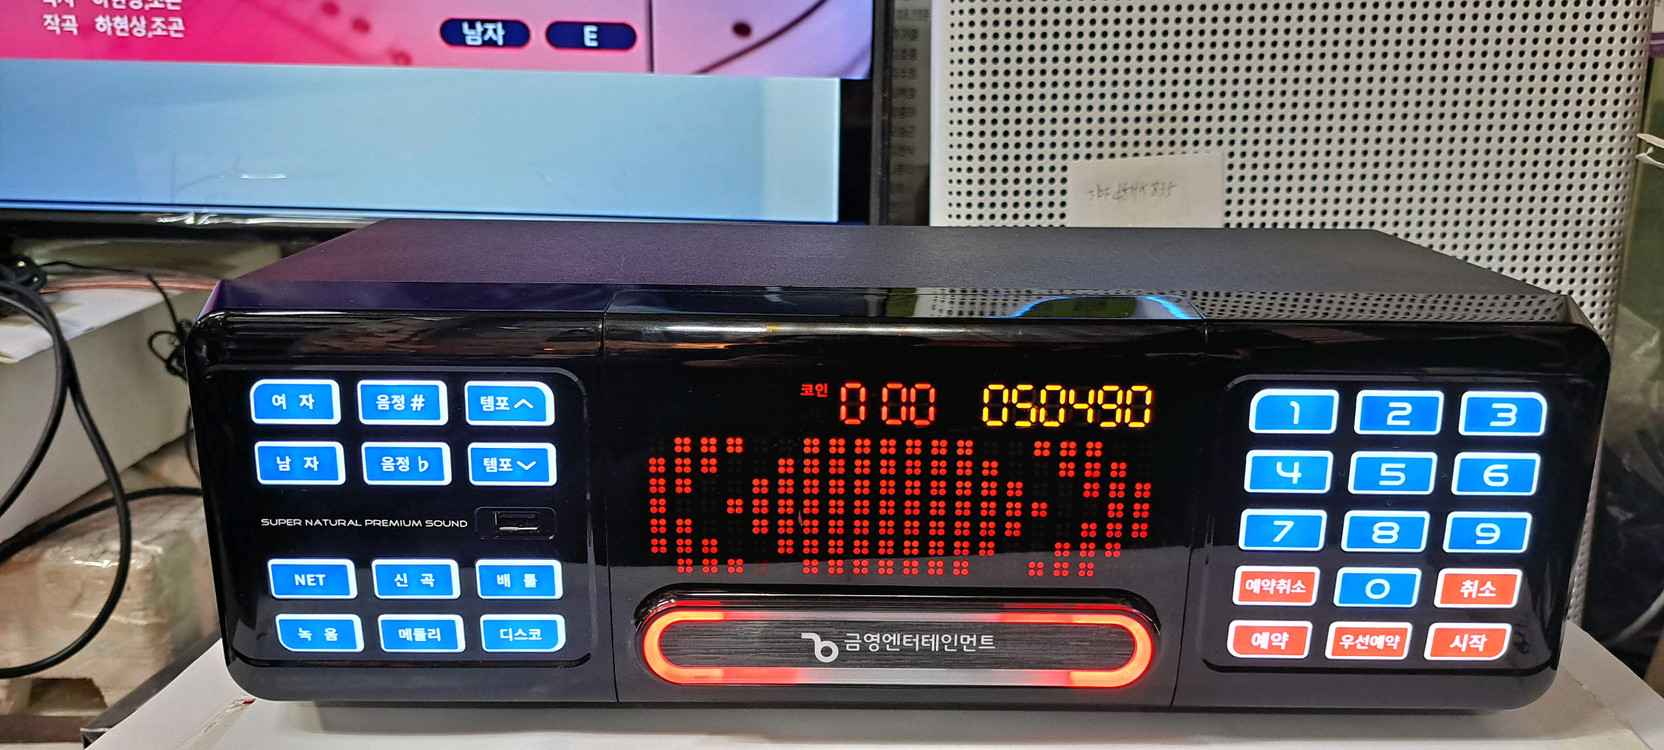 작곡 하현상,조곤
남자 E
코인 0 00 050490
여 자 음정# 템포
남 자 음정♭ 템포
SUPER NATURAL PREMIUM SOUND
NET 신 곡 배 틀
녹 음 메들리 디스코
금영엔터테인먼트
1 2 3
4 5 6
7 8 9
예약취소 0 취소
예약 우선예약 시작